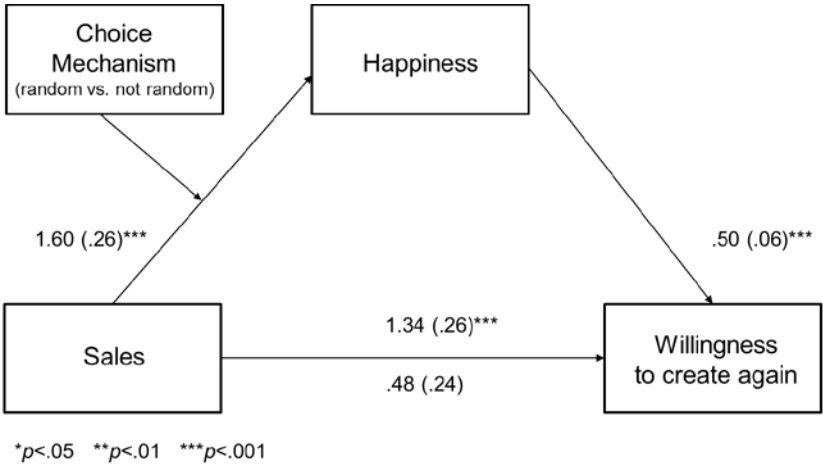 Choice
Mechanism
(random vs. not random)
Happiness
1.60 (.26)***
.50 (.06)***
Sales
1.34 (.26)***
.48 (.24)
Willingness
to create again
*p<.05 **p<.01 ***p<.001